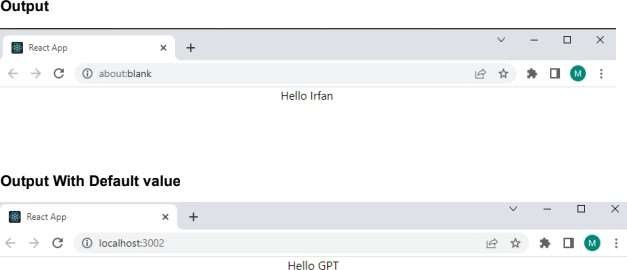 Output
React App
about:blank
M
Hello Irfan
Output With Default value
React App
localhost:3002
M
Hello GPT